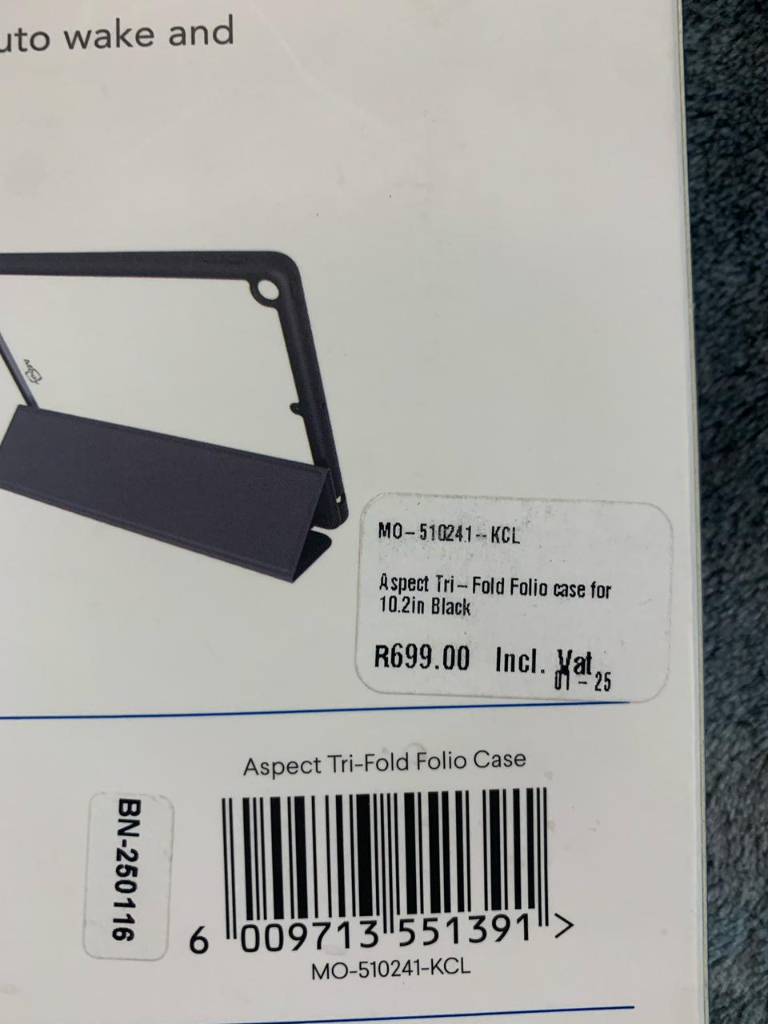 uto wake and
MO-510241-KCL
Aspect Tri-Fold Folio case for
10.2in Black
R699.00 Incl. Vat
01-25
Aspect Tri-Fold Folio Case
BN-250116
6 009713 551391 >
MO-510241-KCL